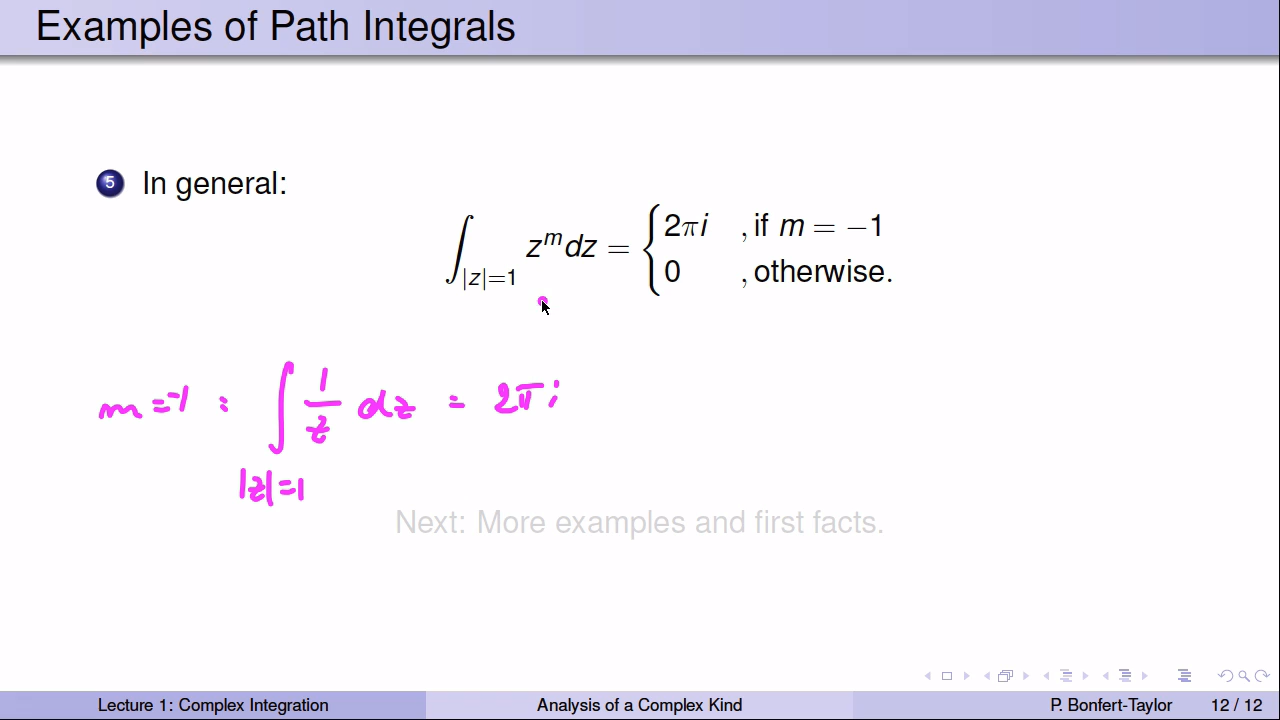 Examples of Path Integrals
5 In general:
∫_{|z|=1} z^m dz = { 2πi , if m = −1
0 , otherwise.
m = -1 : ∫_{|z|=1} 1/z dz = 2πi
Next: More examples and first facts.
Lecture 1: Complex Integration Analysis of a Complex Kind P. Bonfert-Taylor 12 / 12